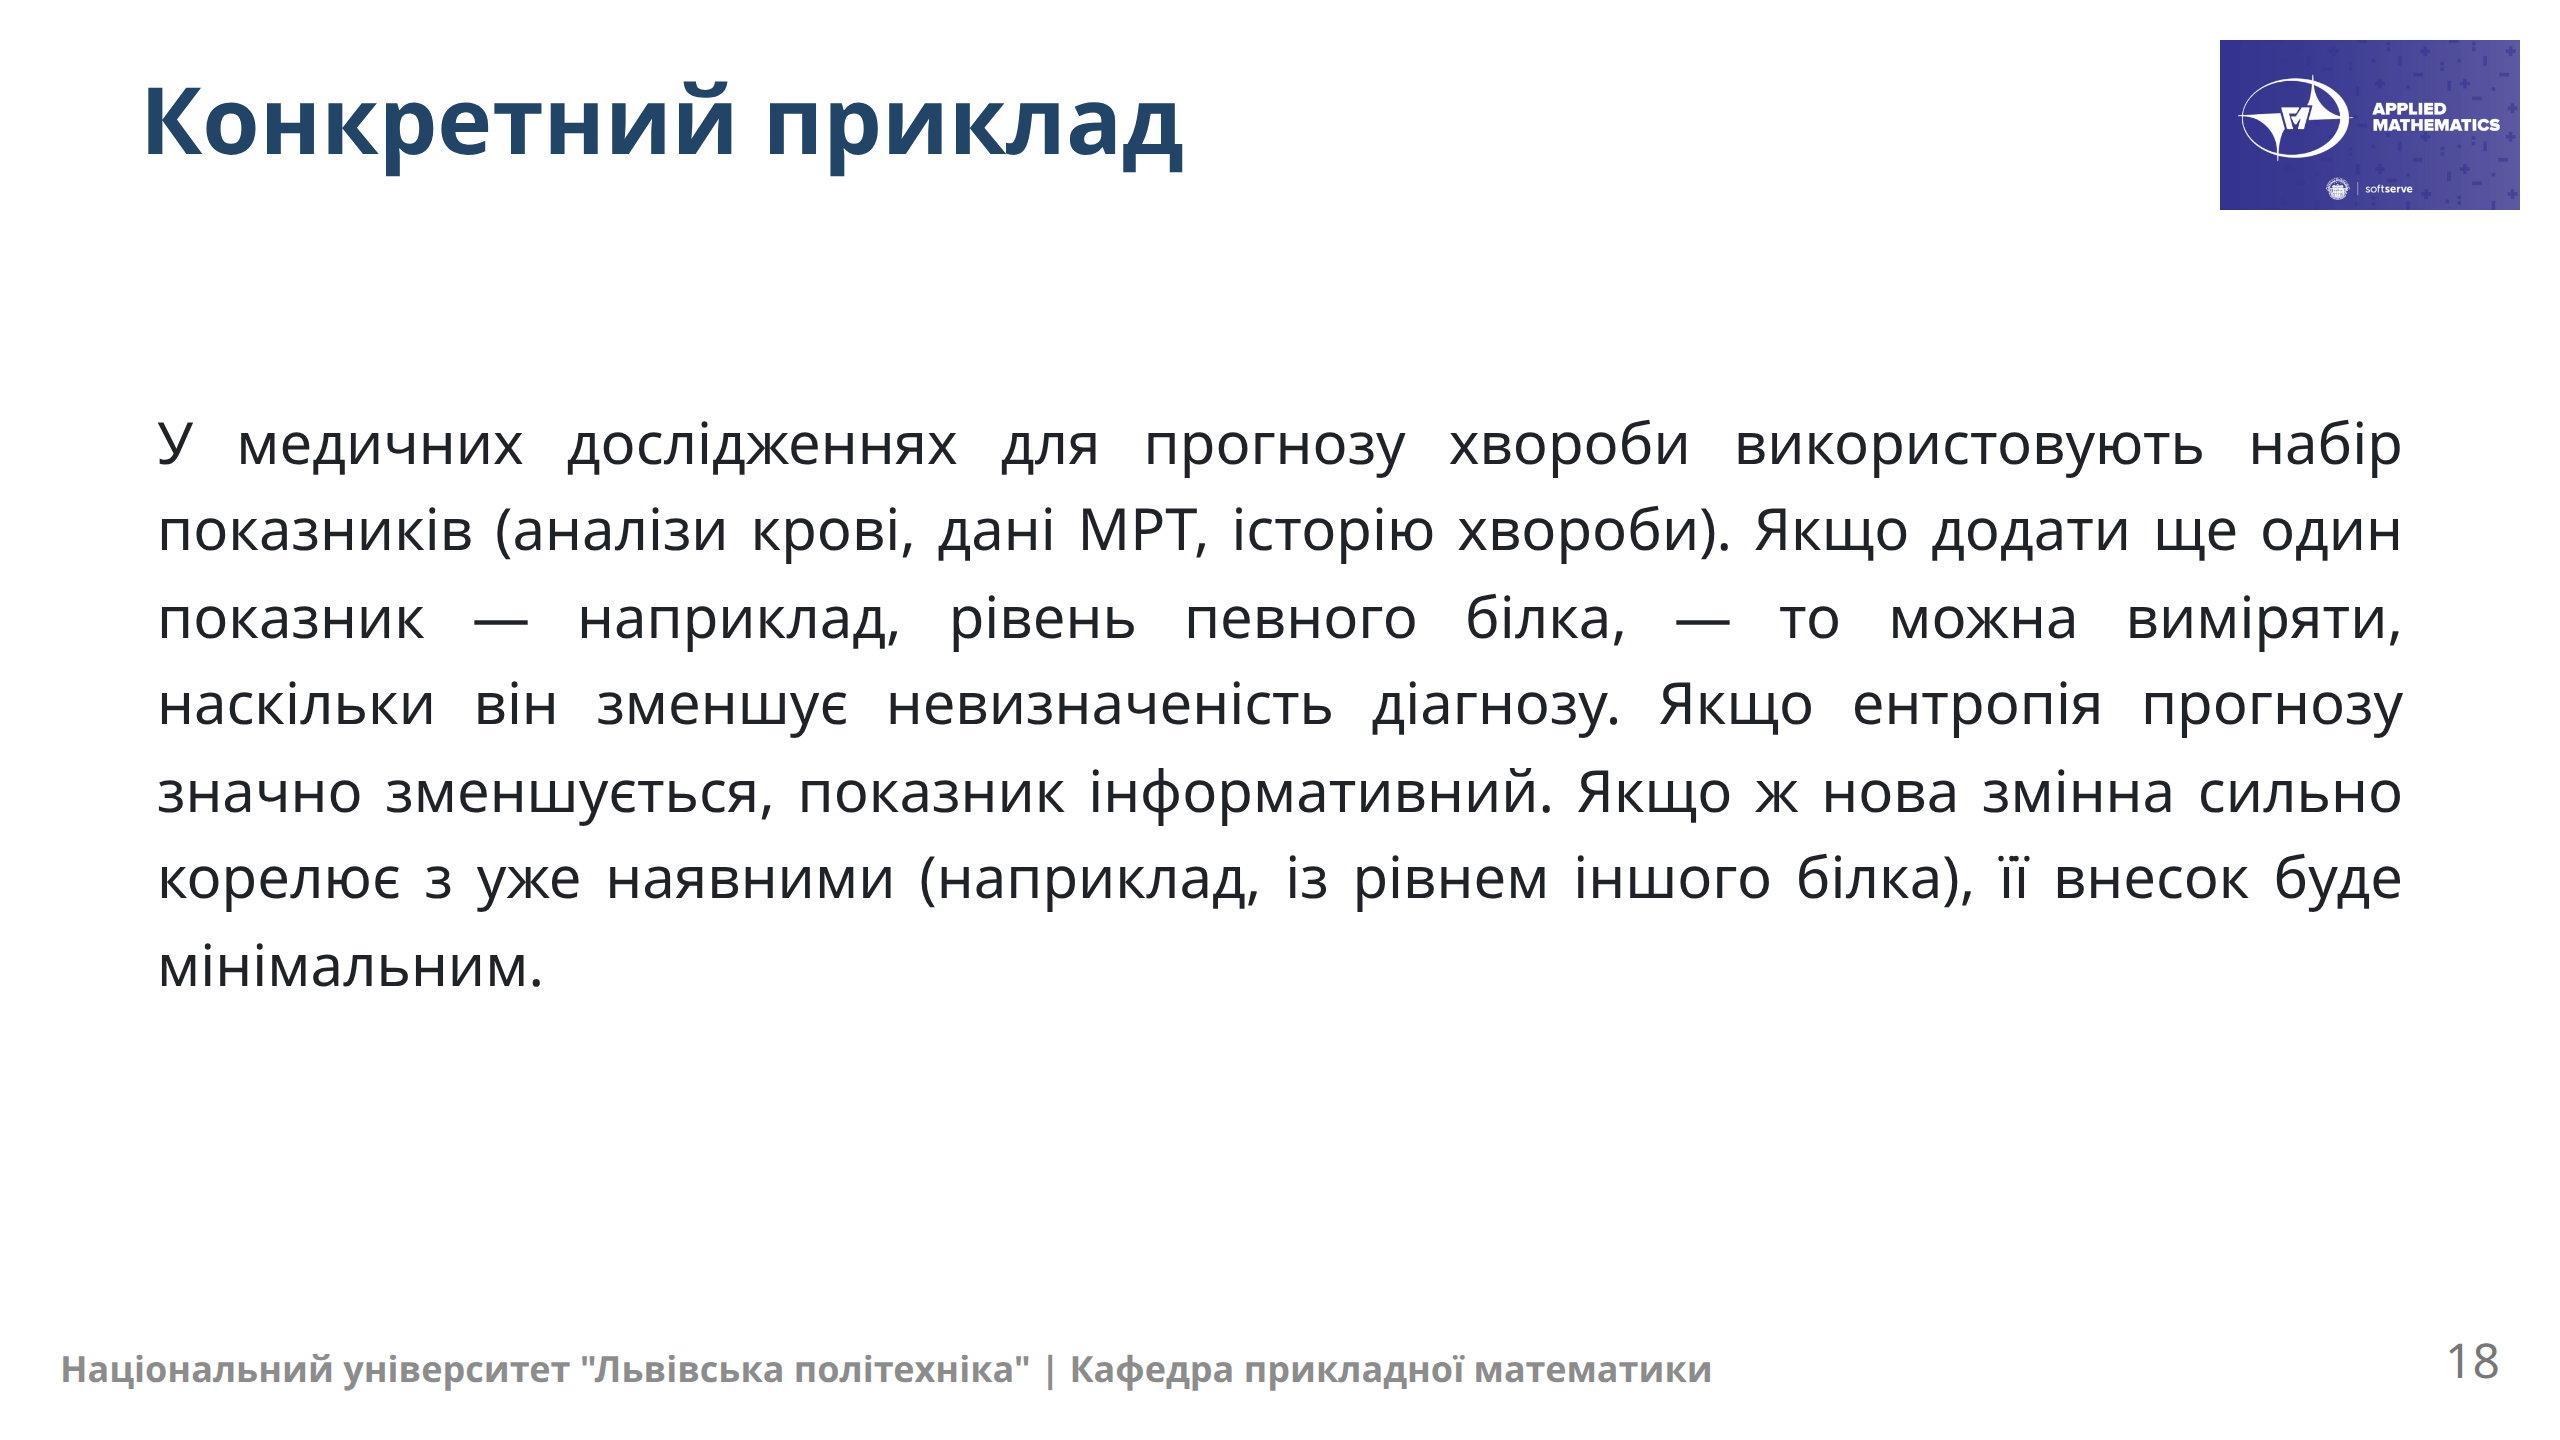 Конкретний приклад
APPLIED
MATHEMATICS
softserve
У медичних дослідженнях для прогнозу хвороби використовують набір
показників (аналізи крові, дані МРТ, історію хвороби). Якщо додати ще один
показник — наприклад, рівень певного білка, — то можна виміряти,
наскільки він зменшує невизначеність діагнозу. Якщо ентропія прогнозу
значно зменшується, показник інформативний. Якщо ж нова змінна сильно
корелює з уже наявними (наприклад, із рівнем іншого білка), її внесок буде
мінімальним.
Національний університет "Львівська політехніка" | Кафедра прикладної математики
18